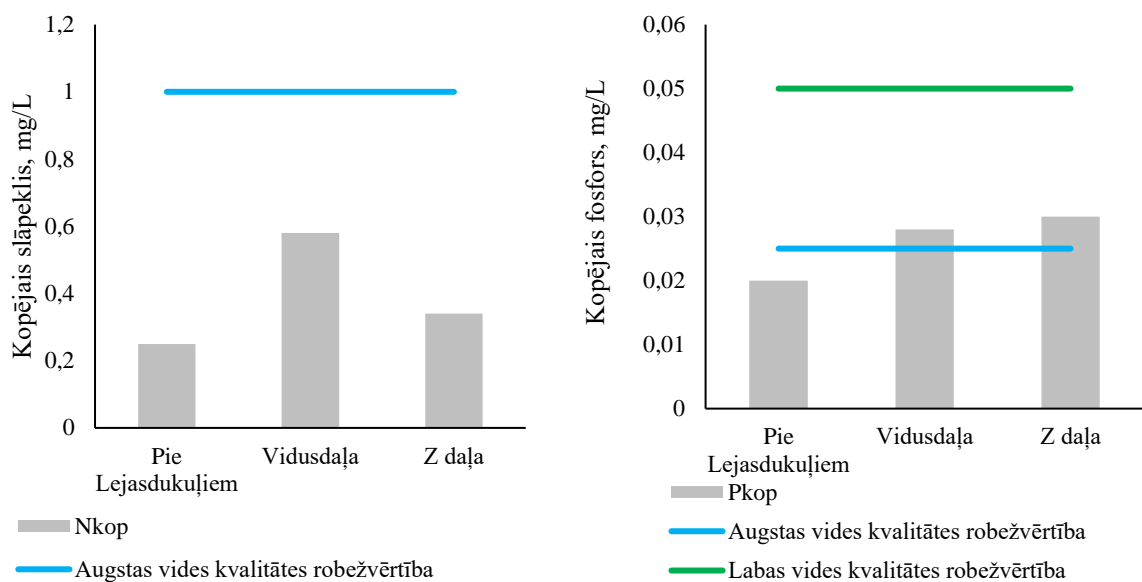 Kopējais slāpeklis, mg/L
1,2
1
0,8
0,6
0,4
0,2
0
Pie
Lejasdukuļiem
Vidusdaļa
Z daļa
Nkop
Augstas vides kvalitātes robežvērtība
Kopējais fosfors, mg/L
0,06
0,05
0,04
0,03
0,02
0,01
0
Pie
Lejasdukuļiem
Vidusdaļa
Z daļa
Pkop
Augstas vides kvalitātes robežvērtība
Labas vides kvalitātes robežvērtība